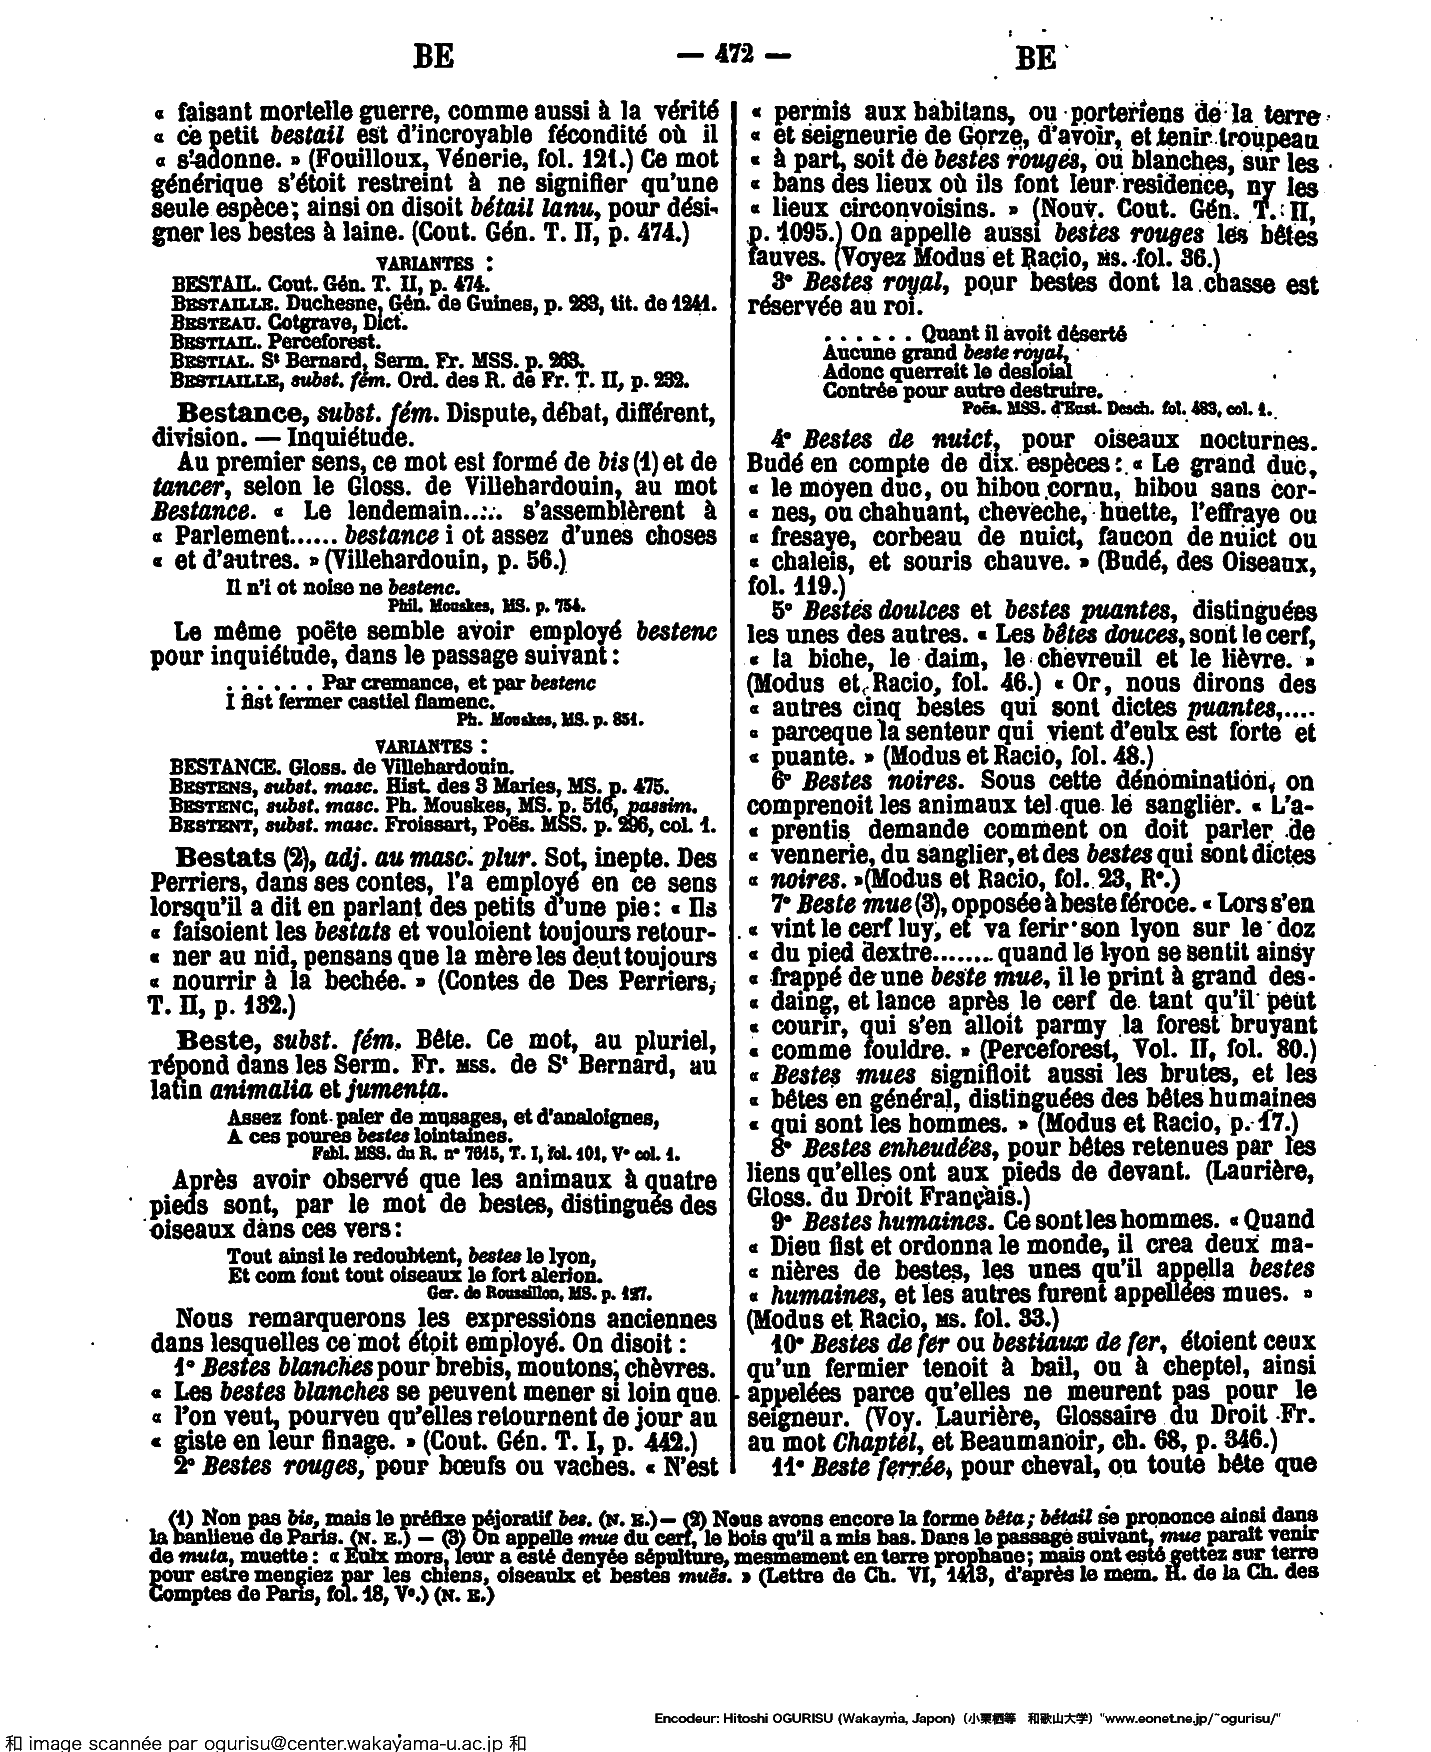 BE — 472 — BE
« faisant mortelle guerre, comme aussi à la vérité
« ce petit bestail est d'incroyable fécondité où il
« s'adonne. » (Fouilloux, Vénerie, fol. 121.) Ce mot
générique s'étoit restreint à ne signifier qu'une
seule espèce; ainsi on disoit bétail lanu, pour dési-
gner les bestes à laine. (Cout. Gén. T. II, p. 474.)
VARIANTES :
BESTAIL. Cout. Gén. T. II, p. 474.
BESTAILLE. Duchesne, Gén. de Guines, p. 283, tit. de 1241.
BESTEAU. Cotgrave, Dict.
BESTIAIL. Perceforest.
BESTIAL. St Bernard, Serm. Fr. MSS. p. 263.
BESTIAILLE, subst. fém. Ord. des R. de Fr. T. II, p. 232.
Bestance, subst. fém. Dispute, débat, différent,
division. — Inquiétude.
Au premier sens, ce mot est formé de bis (1) et de
tancer, selon le Gloss. de Villehardouin, au mot
Bestance. « Le lendemain..... s'assemblèrent à
« Parlement...... bestance i ot assez d'unes choses
« et d'autres. » (Villehardouin, p. 56.)
Il n'i ot noise ne bestenc.
Phil. Mouskes, MS. p. 754.
Le même poëte semble avoir employé bestenc
pour inquiétude, dans le passage suivant :
. . . . . . Par cremance, et par bestenc
I fist fermer castiel flamenc.
Ph. Mouskes, MS. p. 851.
VARIANTES :
BESTANCE. Gloss. de Villehardouin.
BESTENS, subst. masc. Hist. des 3 Maries, MS. p. 475.
BESTENC, subst. masc. Ph. Mouskes, MS. p. 516, passim.
BESTENT, subst. masc. Froissart, Poës. MSS. p. 296, col. 1.
Bestats (2), adj. au masc. plur. Sot, inepte. Des
Perriers, dans ses contes, l'a employé en ce sens
lorsqu'il a dit en parlant des petits d'une pie : « Ils
« faisoient les bestats et vouloient toujours retour-
« ner au nid, pensans que la mère les deut toujours
« nourrir à la bechée. » (Contes de Des Perriers,
T. II, p. 132.)
Beste, subst. fém. Bête. Ce mot, au pluriel,
répond dans les Serm. Fr. MSS. de St Bernard, au
latin animalia et jumenta.
Assez font paier de musages, et d'analoignes,
A ces poures bestes lointaines.
Fabl. MSS. du R. n° 7615, T. I, fol. 101, V° col. 1.
Après avoir observé que les animaux à quatre
pieds sont, par le mot de bestes, distingués des
oiseaux dans ces vers :
Tout ainsi le redoubtent, bestes le lyon,
Et com font tout oiseaux le fort alerion.
Ger. de Roussillon, MS. p. 127.
Nous remarquerons les expressions anciennes
dans lesquelles ce mot étoit employé. On disoit :
1° Bestes blanches pour brebis, moutons, chèvres.
« Les bestes blanches se peuvent mener si loin que
« l'on veut, pourveu qu'elles retournent de jour au
« giste en leur finage. » (Cout. Gén. T. I, p. 442.)
2° Bestes rouges, pour bœufs ou vaches. « N'est
« permis aux habitans, ou porteriens de la terre
« et seigneurie de Gorze, d'avoir, et tenir troupeau
« à part, soit de bestes rouges, ou blanches, sur les
« bans des lieux où ils font leur residence, ny les
« lieux circonvoisins. » (Nouv. Cout. Gén. T. II,
p. 1095.) On appelle aussi bestes rouges les bêtes
fauves. (Voyez Modus et Racio, MS. fol. 36.)
3° Bestes royal, pour bestes dont la chasse est
réservée au roi.
. . . . . . Quant il avoit déserté
Aucune grand beste royal,
Adonc querreit le desloial
Contrée pour autre destruire.
Poës. MSS. d'Eust. Desch. fol. 483, col. 1.
4° Bestes de nuict, pour oiseaux nocturnes.
Budé en compte de dix espèces : « Le grand duc,
« le moyen duc, ou hibou cornu, hibou sans cor-
« nes, ou chahuant, chevèche, huette, l'effraye ou
« fresaye, corbeau de nuict, faucon de nuict ou
« chaleis, et souris chauve. » (Budé, des Oiseaux,
fol. 119.)
5° Bestes doulces et bestes puantes, distinguées
les unes des autres. « Les bêtes douces, sont le cerf,
« la biche, le daim, le chevreuil et le lièvre. »
(Modus et Racio, fol. 46.) « Or, nous dirons des
« autres cinq bestes qui sont dictes puantes,....
« parceque la senteur qui vient d'eulx est forte et
« puante. » (Modus et Racio, fol. 48.)
6° Bestes noires. Sous cette dénomination, on
comprenoit les animaux tel que le sanglier. « L'a-
« prentis demande comment on doit parler de
« vennerie, du sanglier, et des bestes qui sont dictes
« noires. » (Modus et Racio, fol. 23, R°.)
7° Beste mue (3), opposée à beste féroce. « Lors s'en
« vint le cerf luy, et va ferir son lyon sur le doz
« du pied dextre....... quand le lyon se sentit ainsy
« frappé de une beste mue, il le print à grand des-
« daing, et lance après le cerf de tant qu'il peut
« courir, qui s'en alloit parmy la forest bruyant
« comme fouldre. » (Perceforest, Vol. II, fol. 80.)
« Bestes mues signifioit aussi les brutes, et les
« bêtes en général, distinguées des bêtes humaines
« qui sont les hommes. » (Modus et Racio, p. 17.)
8° Bestes enheudées, pour bêtes retenues par les
liens qu'elles ont aux pieds de devant. (Laurière,
Gloss. du Droit Français.)
9° Bestes humaines. Ce sont les hommes. « Quand
« Dieu fist et ordonna le monde, il crea deux ma-
« nières de bestes, les unes qu'il appella bestes
« humaines, et les autres furent appellées mues. »
(Modus et Racio, MS. fol. 33.)
10° Bestes de fer ou bestiaux de fer, étoient ceux
qu'un fermier tenoit à bail, ou à cheptel, ainsi
appelées parce qu'elles ne meurent pas pour le
seigneur. (Voy. Laurière, Glossaire du Droit Fr.
au mot Chaptel, et Beaumanoir, ch. 68, p. 346.)
11° Beste ferrée, pour cheval, ou toute bête que
(1) Non pas bis, mais le préfixe péjoratif bes. (N. E.) — (2) Nous avons encore la forme bêta; bétail se prononce ainsi dans
la banlieue de Paris. (N. E.) — (3) On appelle mue du cerf, le bois qu'il a mis bas. Dans le passage suivant, mue parait venir
de muta, muette : « Eulx mors, leur a esté denyée sépulture, mesmement en terre prophane; mais ont esté gettez sur terre
pour estre mengiez par les chiens, oiseaulx et bestes muës. » (Lettre de Ch. VI, 1413, d'après le mem. H. de la Ch. des
Comptes de Paris, fol. 18, V°.) (N. E.)
Encodeur: Hitoshi OGURISU (Wakayma, Japon) (小栗栖等 和歌山大学) "www.eonet.ne.jp/~ogurisu/"
和 image scannée par ogurisu@center.wakayama-u.ac.jp 和